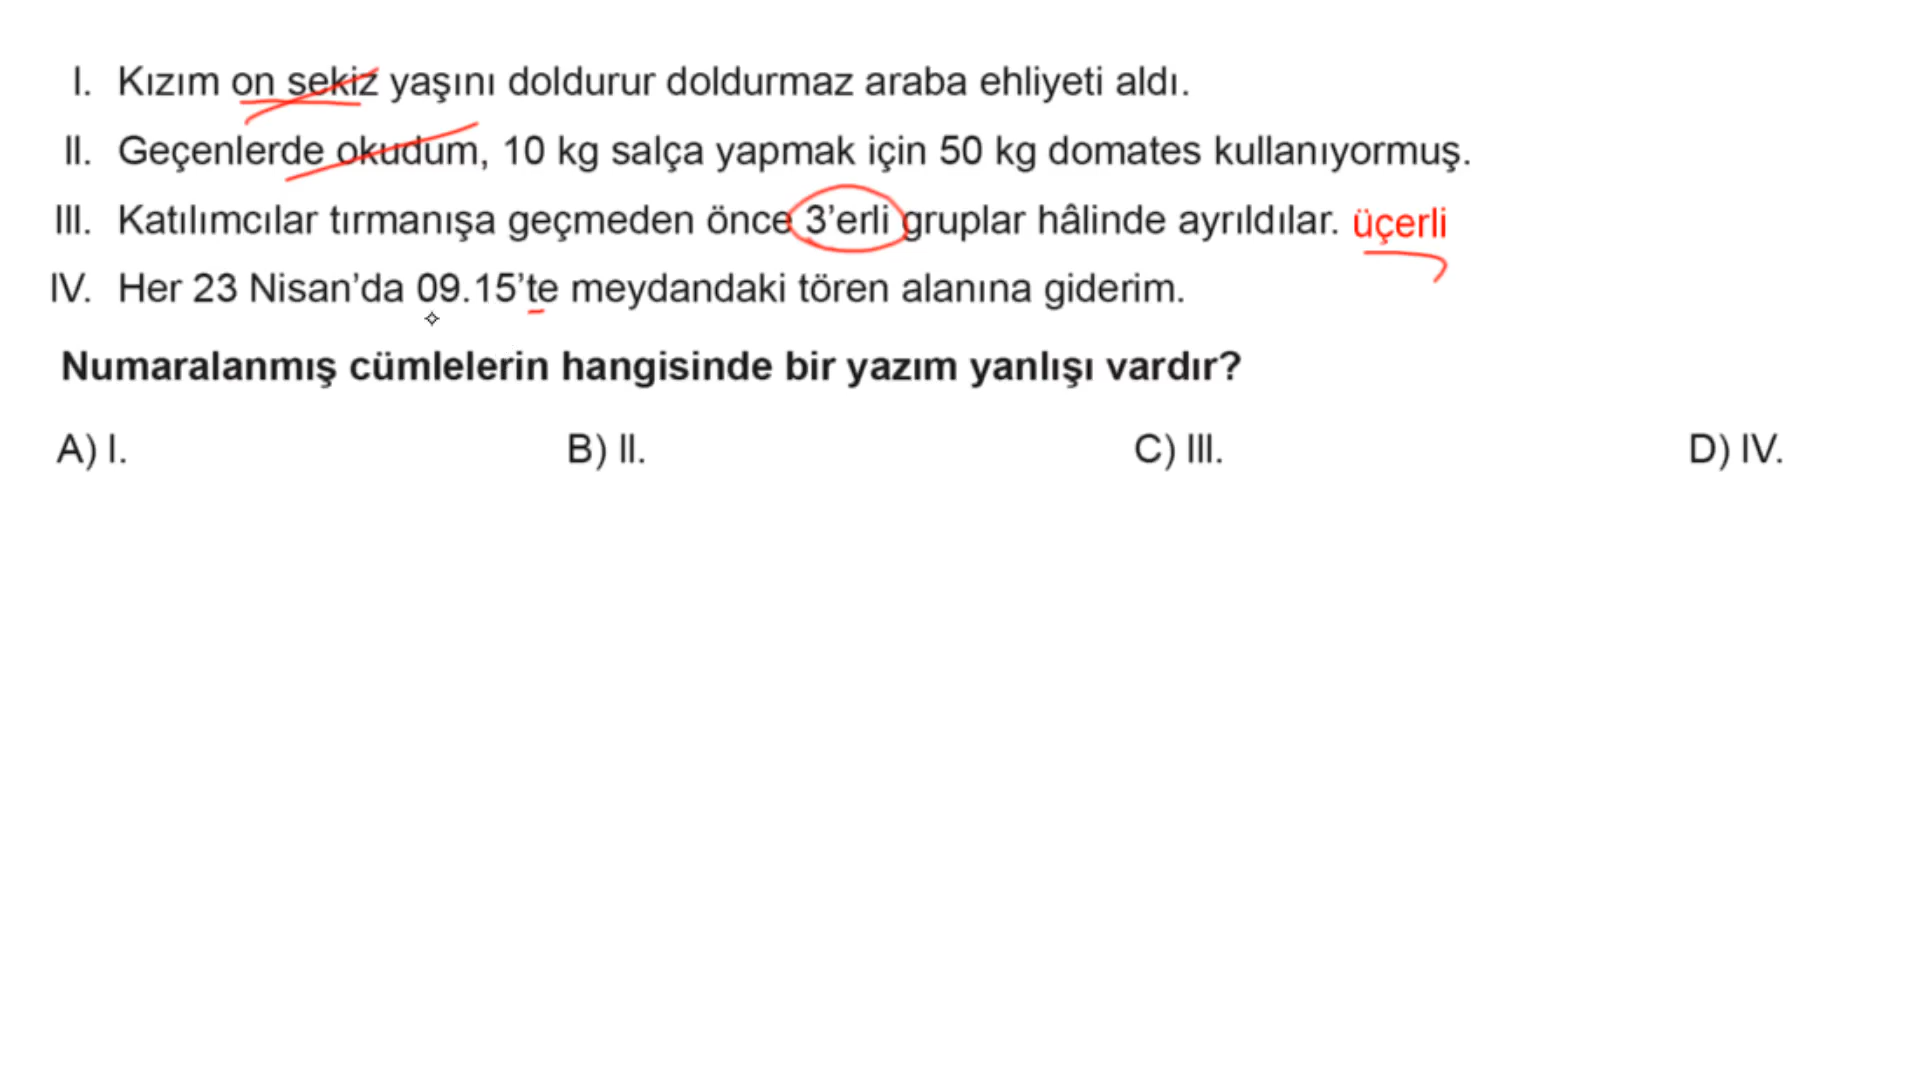 I. Kızım on sekiz yaşını doldurur doldurmaz araba ehliyeti aldı.
II. Geçenlerde okudum, 10 kg salça yapmak için 50 kg domates kullanıyormuş.
III. Katılımcılar tırmanışa geçmeden önce 3’erli gruplar hâlinde ayrıldılar. üçerli
IV. Her 23 Nisan’da 09.15’te meydandaki tören alanına giderim.
Numaralanmış cümlelerin hangisinde bir yazım yanlışı vardır?
A) I. B) II. C) III. D) IV.